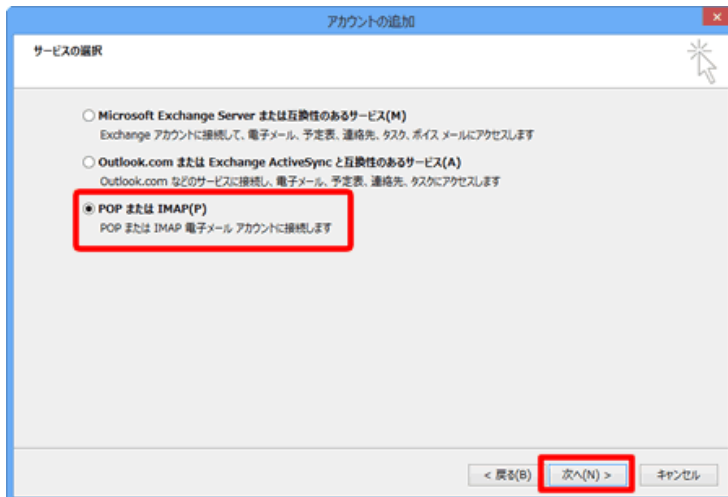 アカウントの追加
サービスの選択
Microsoft Exchange Server または互換性のあるサービス(M)
Exchange アカウントに接続して、電子メール、予定表、連絡先、タスク、ボイス メールにアクセスします
Outlook.com または Exchange ActiveSync と互換性のあるサービス(A)
Outlook.com などのサービスに接続し、電子メール、予定表、連絡先、タスクにアクセスします
POP または IMAP(P)
POP または IMAP 電子メール アカウントに接続します
< 戻る(B) 次へ(N) > キャンセル